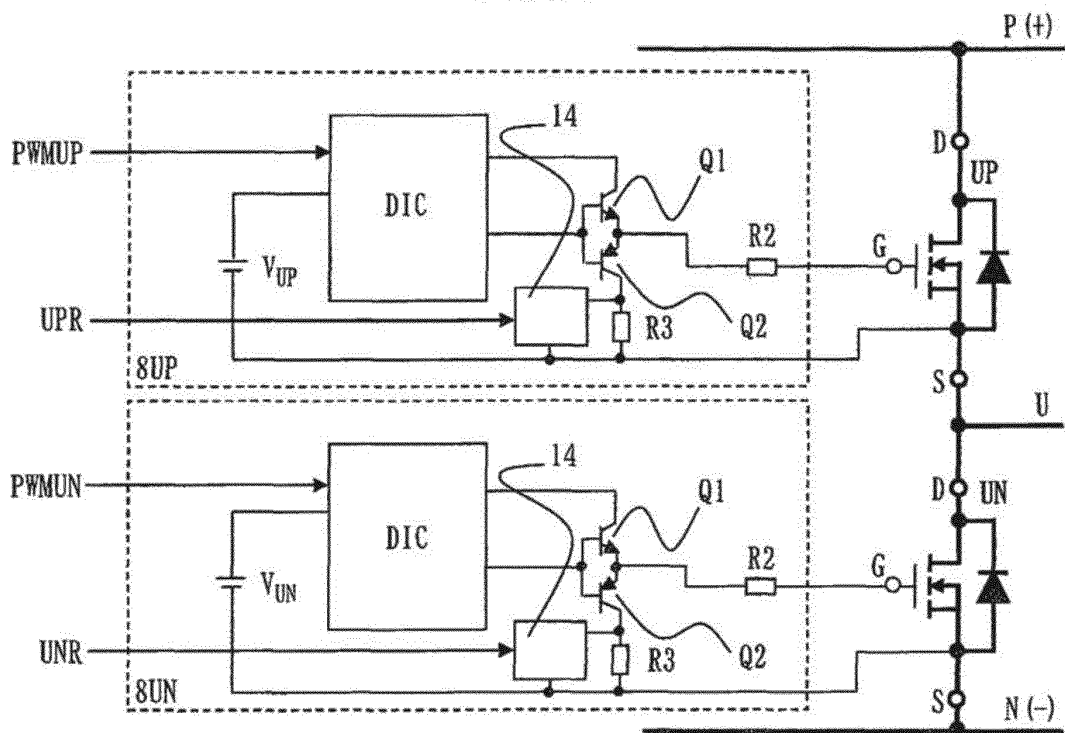 P (+)
14
PWMUP
D
Q1
UP
DIC
R2
G
V_UP
UPR
R3
Q2
8UP
S
U
14
PWMUN
D
UN
Q1
DIC
R2
G
V_UN
UNR
R3
Q2
8UN
S
N (-)